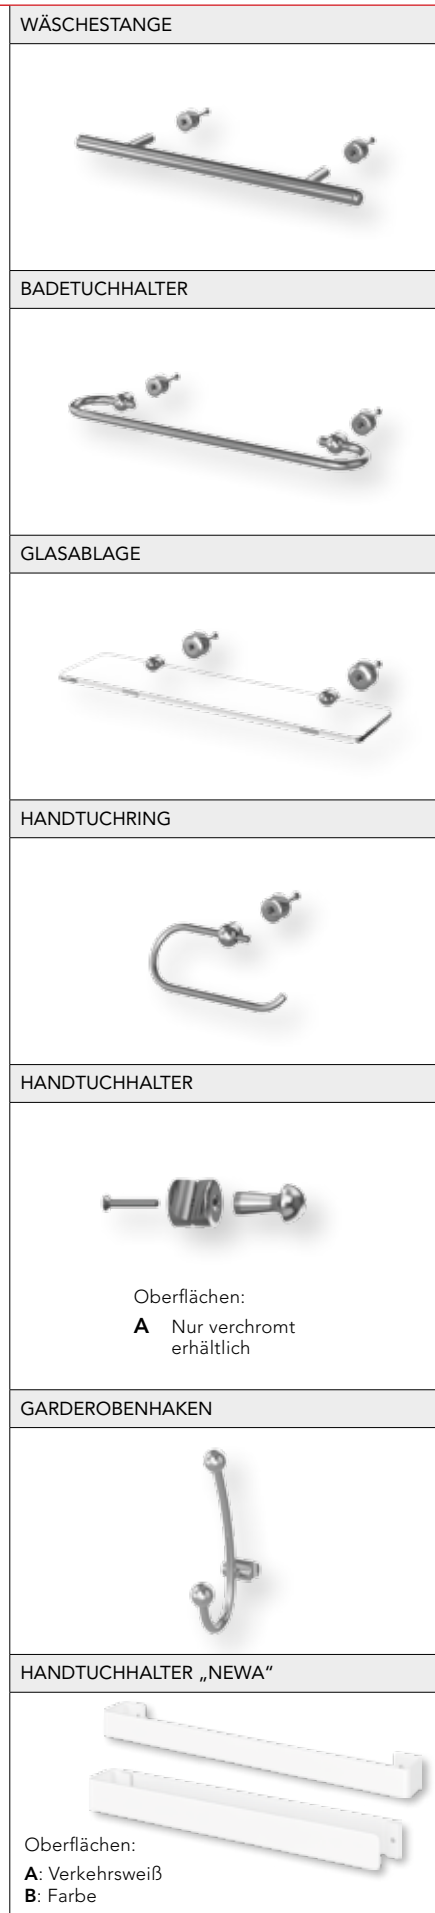 WÄSCHESTANGE
BADETUCHHALTER
GLASABLAGE
HANDTUCHRING
HANDTUCHHALTER
Oberflächen:
A Nur verchromt
erhältlich
GARDEROBENHAKEN
HANDTUCHHALTER „NEWA“
Oberflächen:
A: Verkehrsweiß
B: Farbe